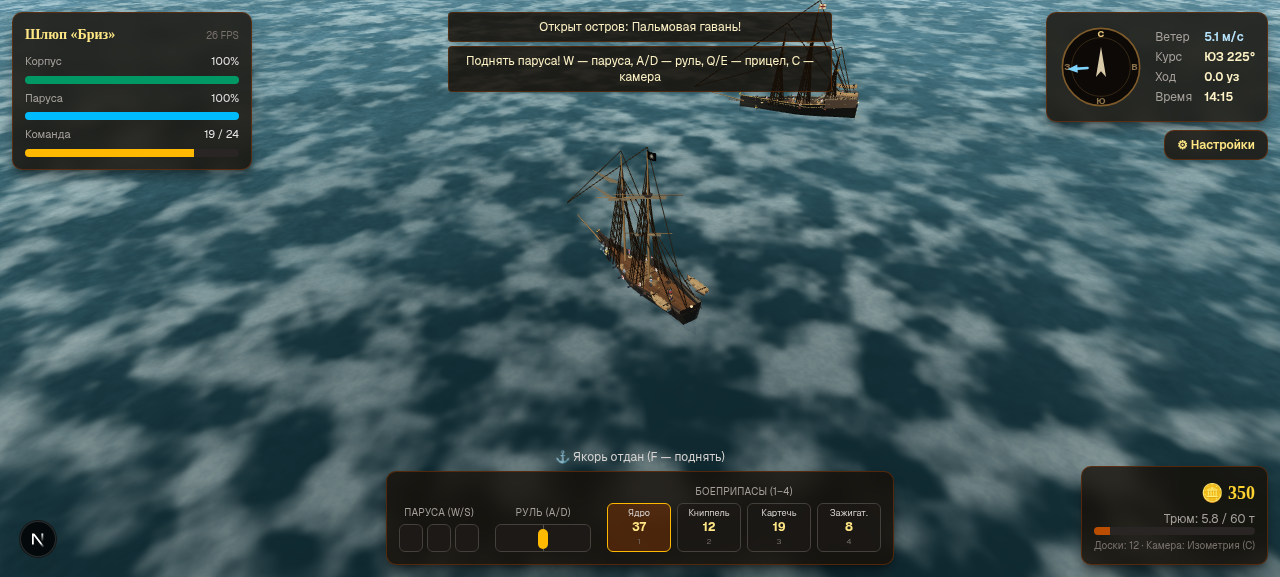 Шлюп «Бриз» 26 FPS
Корпус 100%
Паруса 100%
Команда 19 / 24
Открыт остров: Пальмовая гавань!
Поднять паруса! W — паруса, A/D — руль, Q/E — прицел, C —
камера
С
З
В
Ю
Ветер 5.1 м/с
Курс ЮЗ 225°
Ход 0.0 уз
Время 14:15
⚙ Настройки
⚓ Якорь отдан (F — поднять)
ПАРУСА (W/S)
РУЛЬ (A/D)
БОЕПРИПАСЫ (1–4)
Ядро
37
1
Книппель
12
2
Картечь
19
3
Зажигат.
8
4
N
350
Трюм: 5.8 / 60 т
Доски: 12 · Камера: Изометрия (C)